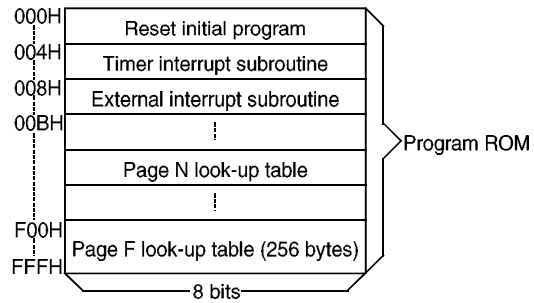 000H
Reset initial program
004H
Timer interrupt subroutine
008H
External interrupt subroutine
00BH
Program ROM
Page N look-up table
F00H
Page F look-up table (256 bytes)
FFFH
8 bits